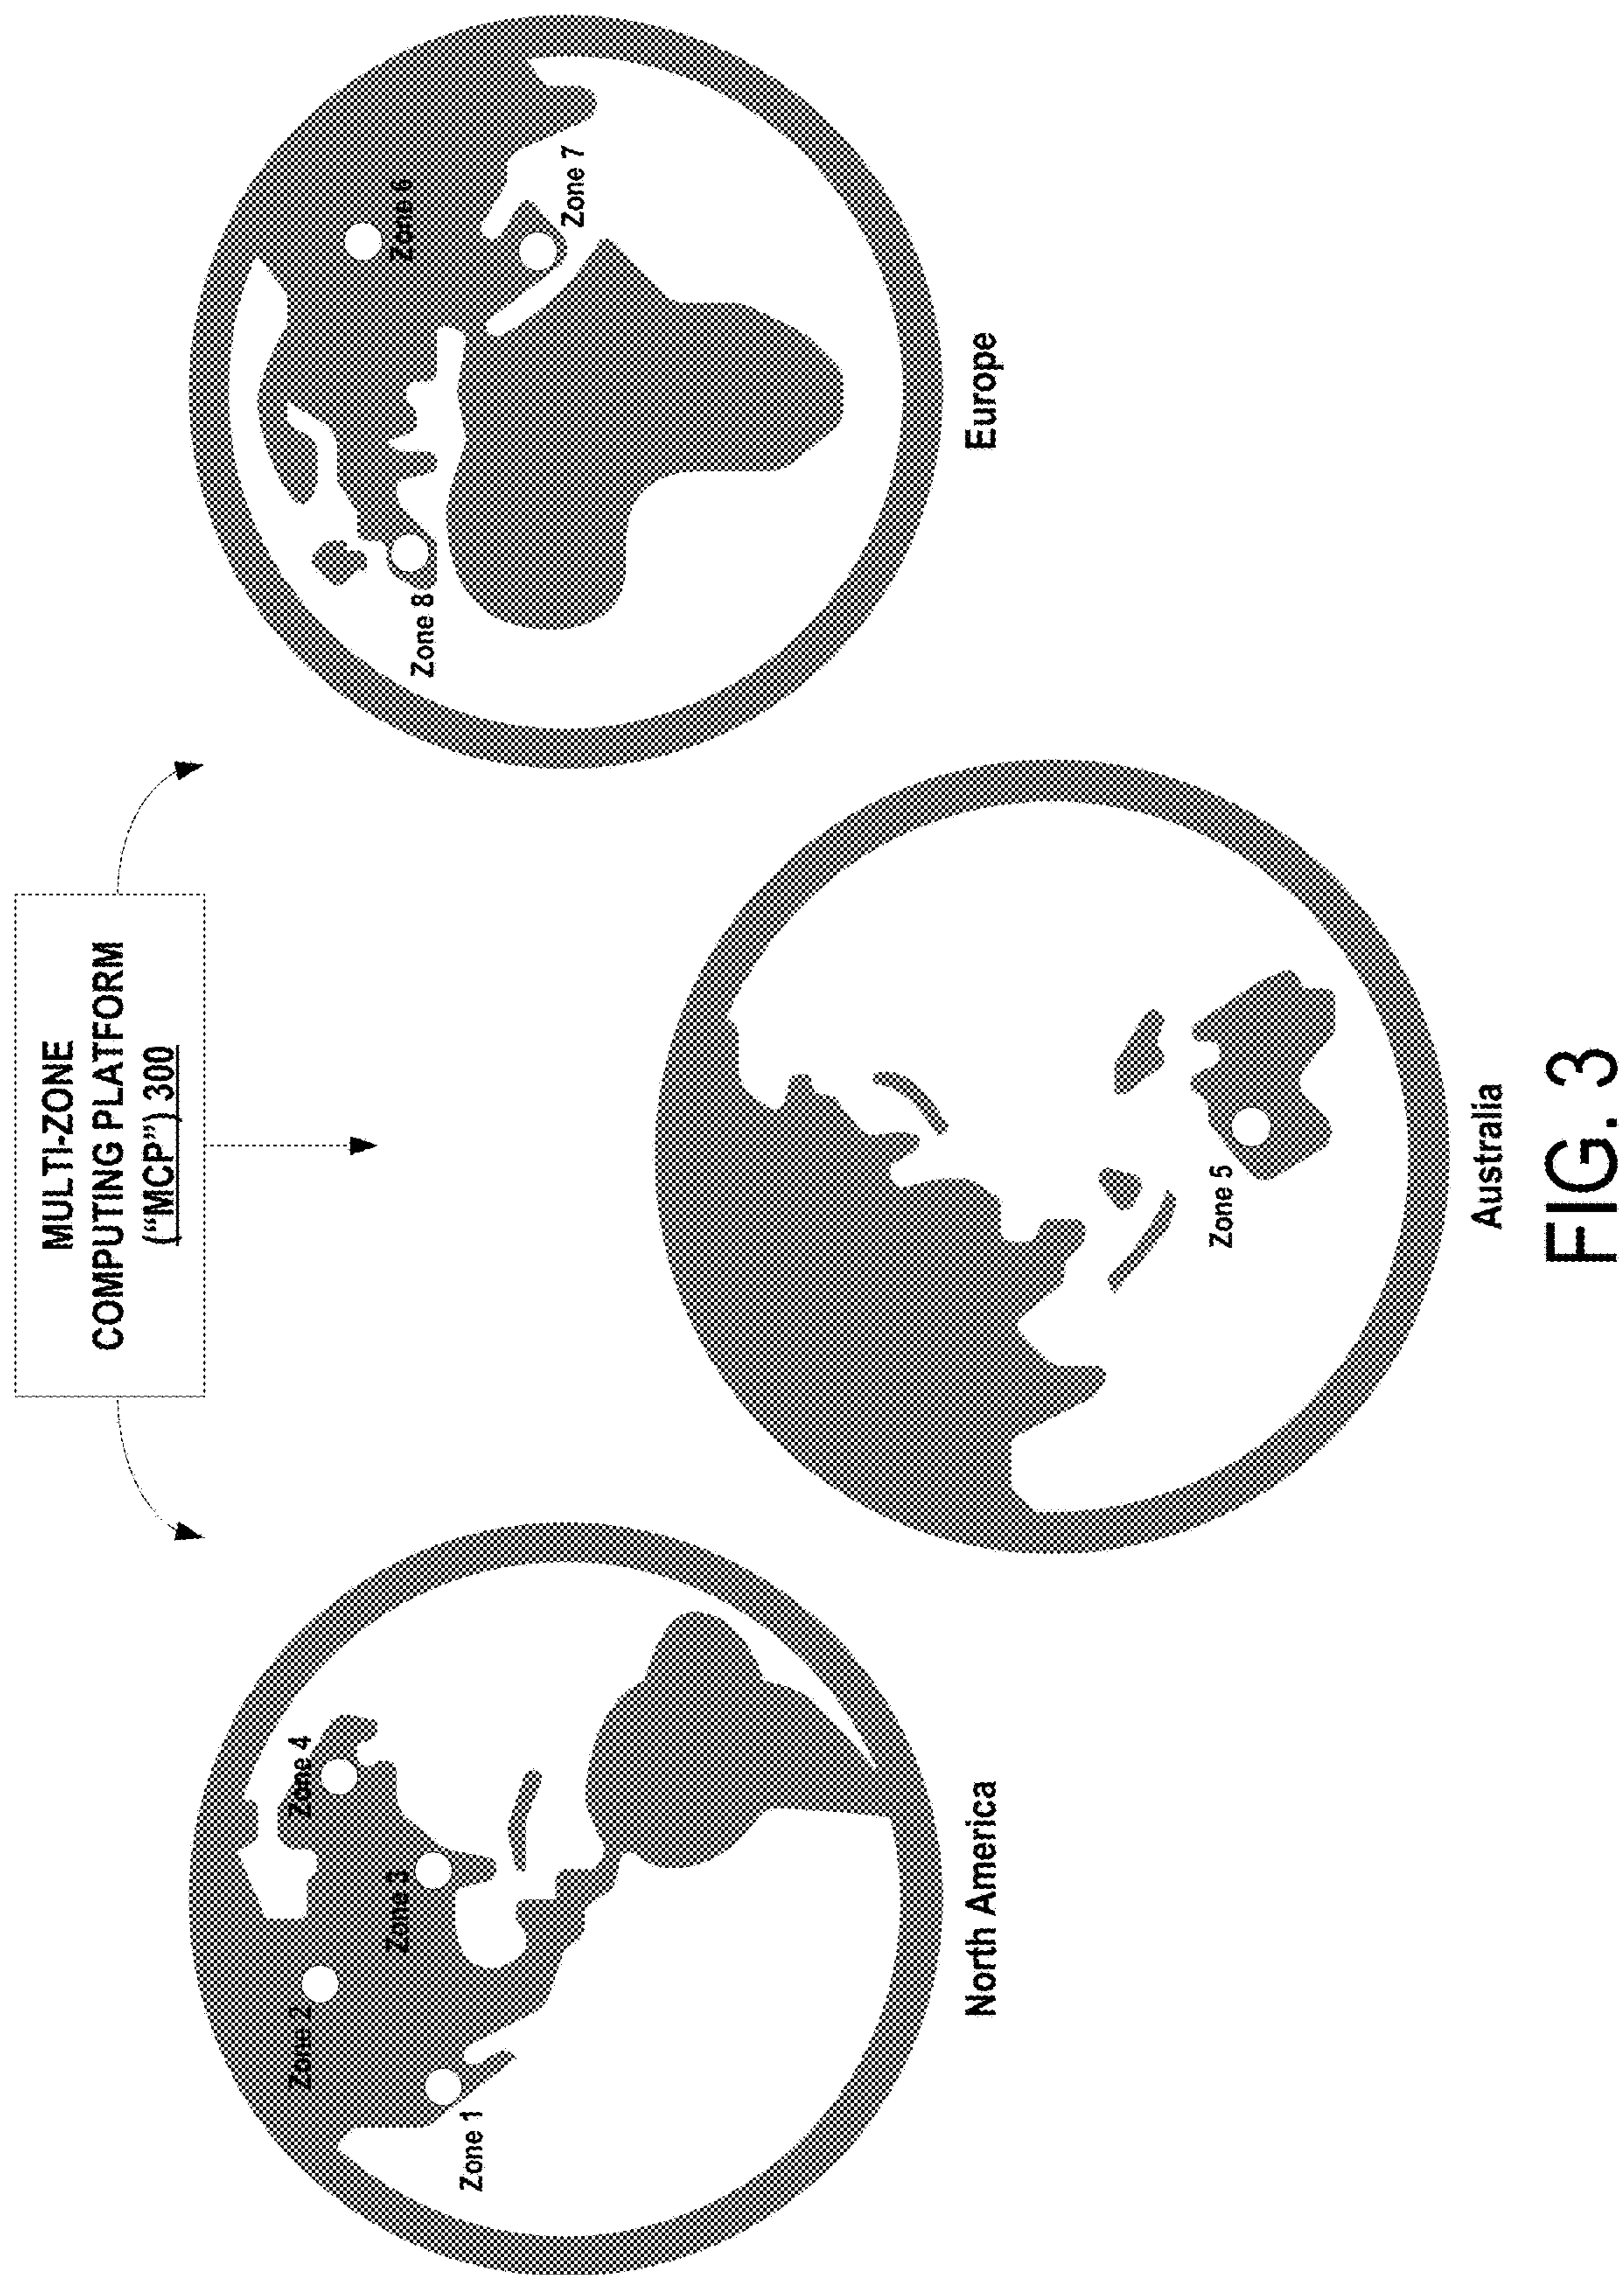 MULTI-ZONE
COMPUTING PLATFORM
("MCP") 300
Zone 1
Zone 2
Zone 3
Zone 4
North America
Zone 5
Australia
Zone 6
Zone 7
Zone 8
Europe
FIG. 3